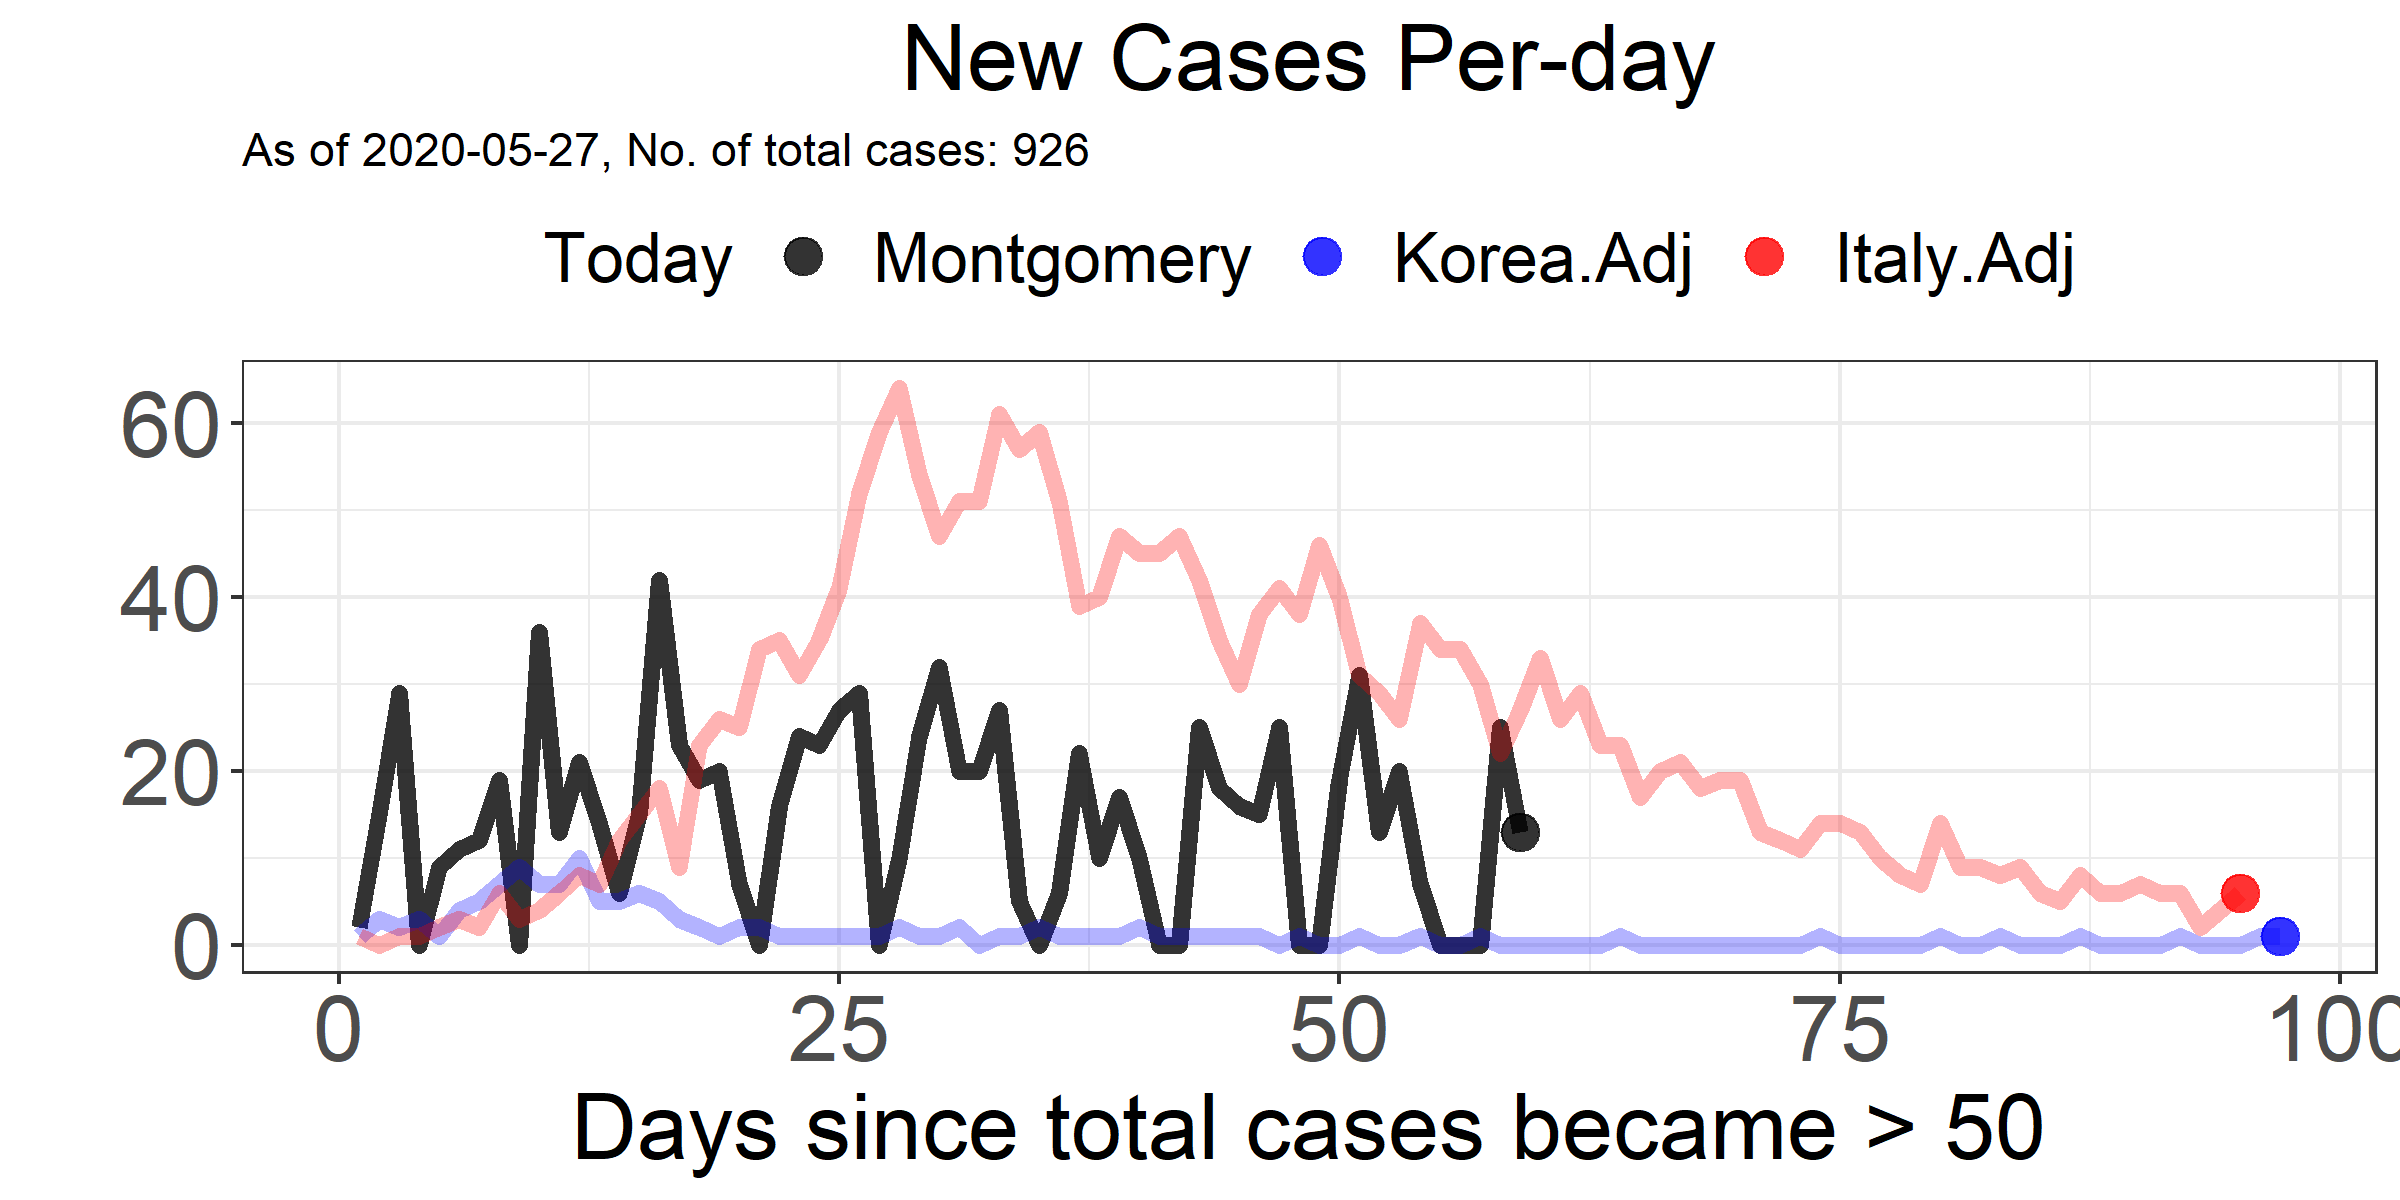 New Cases Per-day
As of 2020-05-27, No. of total cases: 926
Today Montgomery Korea.Adj Italy.Adj
60
40
20
0
0 25 50 75 100
Days since total cases became > 50